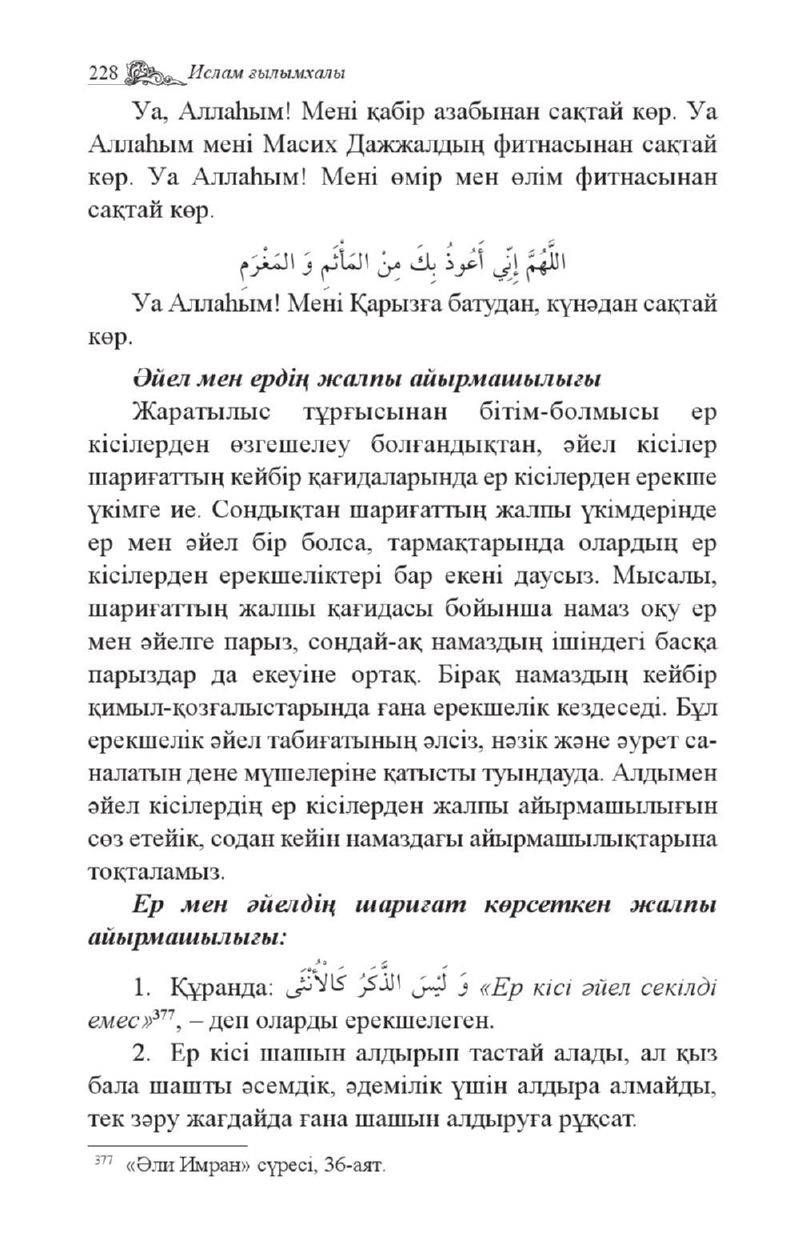 228 Ислам ғылымхалы
Уа, Аллаһым! Мені қабір азабынан сақтай көр. Уа
Аллаһым мені Масих Дажжалдың фитнасынан сақтай
көр. Уа Аллаһым! Мені өмір мен өлім фитнасынан
сақтай көр.
اللَّهُمَّ إِنِّي أَعُوذُ بِكَ مِنْ المَأْثَمِ وَ المَغْرَمِ
Уа Аллаһым! Мені Қарызға батудан, күнәдан сақтай
көр.
Әйел мен ердің жалпы айырмашылығы
Жаратылыс тұрғысынан бітім-болмысы ер
кісілерден өзгешелеу болғандықтан, әйел кісілер
шариғаттың кейбір қағидаларында ер кісілерден ерекше
үкімге ие. Сондықтан шариғаттың жалпы үкімдерінде
ер мен әйел бір болса, тармақтарында олардың ер
кісілерден ерекшеліктері бар екені даусыз. Мысалы,
шариғаттың жалпы қағидасы бойынша намаз оқу ер
мен әйелге парыз, сондай-ақ намаздың ішіндегі басқа
парыздар да екеуіне ортақ. Бірақ намаздың кейбір
қимыл-қозғалыстарында ғана ерекшелік кездеседі. Бұл
ерекшелік әйел табиғатының әлсіз, нәзік және әурет са-
налатын дене мүшелеріне қатысты туындауда. Алдымен
әйел кісілердің ер кісілерден жалпы айырмашылығын
сөз етейік, содан кейін намаздағы айырмашылықтарына
тоқталамыз.
Ер мен әйелдің шариғат көрсеткен жалпы
айырмашылығы:
1. Құранда: وَ لَيْسَ الذَّكَرُ كَالْأُنْثَى «Ер кісі әйел секілді
емес»³⁷⁷, – деп оларды ерекшелеген.
2. Ер кісі шашын алдырып тастай алады, ал қыз
бала шашты әсемдік, әдемілік үшін алдыра алмайды,
тек зәру жағдайда ғана шашын алдыруға рұқсат.
³⁷⁷ «Әли Имран» сүресі, 36-аят.